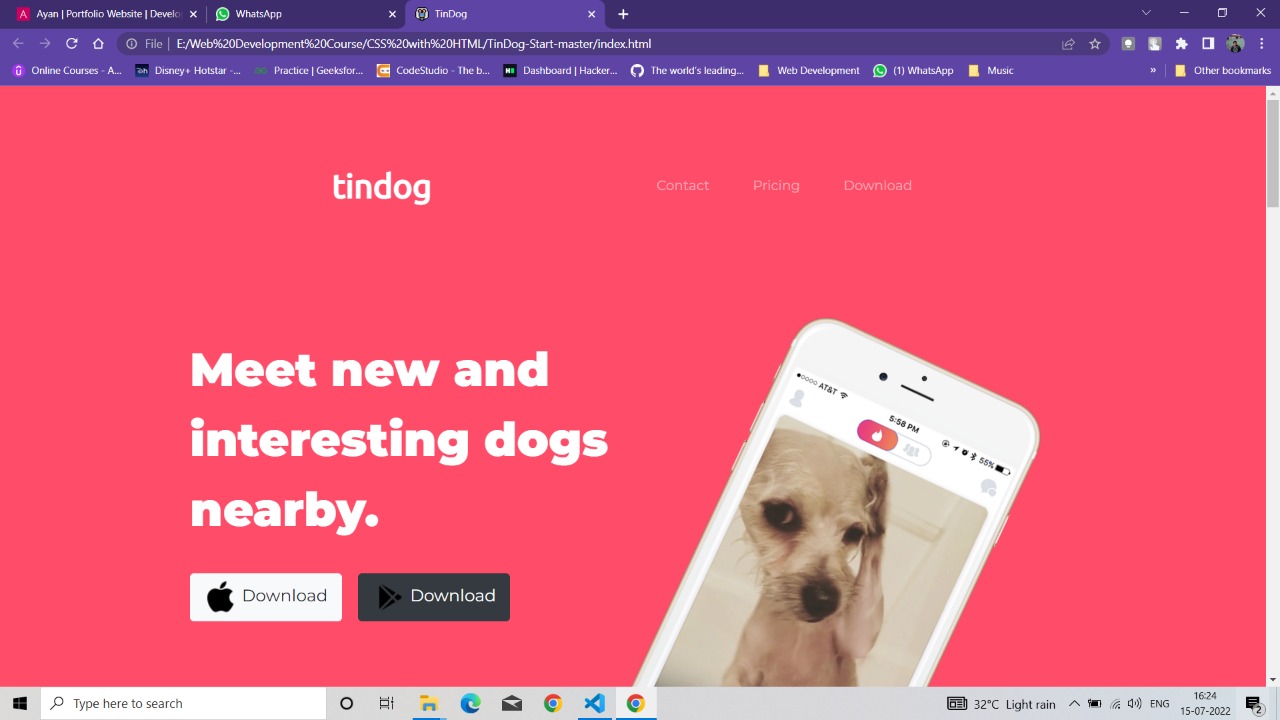 Ayan | Portfolio Website | Develo
WhatsApp
TinDog
File | E:/Web%20Development%20Course/CSS%20with%20HTML/TinDog-Start-master/index.html
Online Courses - A...
Disney+ Hotstar -...
Practice | Geeksfor...
CodeStudio - The b...
Dashboard | Hacker...
The world's leading...
Web Development
(1) WhatsApp
Music
»
Other bookmarks
tindog
Contact
Pricing
Download
Meet new and
interesting dogs
nearby.
AT&T
5:58 PM
55%
Download
Download
Type here to search
32°C Light rain
ENG
16:24
15-07-2022
2